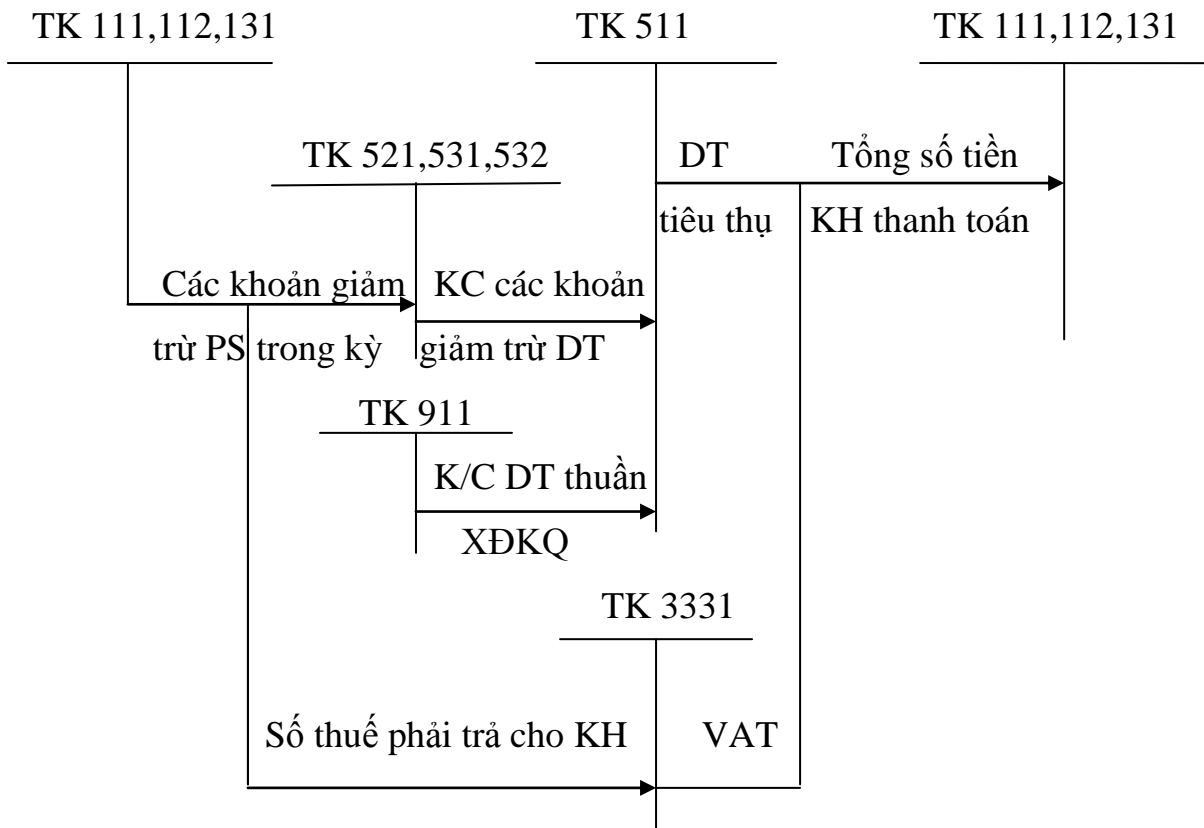 TK 111,112,131
TK 511
TK 111,112,131
TK 521,531,532
DT
Tổng số tiền
tiêu thụ
KH thanh toán
Các khoản giảm
KC các khoản
trừ PS trong kỳ
giảm trừ DT
TK 911
K/C DT thuần
XĐKQ
TK 3331
Số thuế phải trả cho KH
VAT